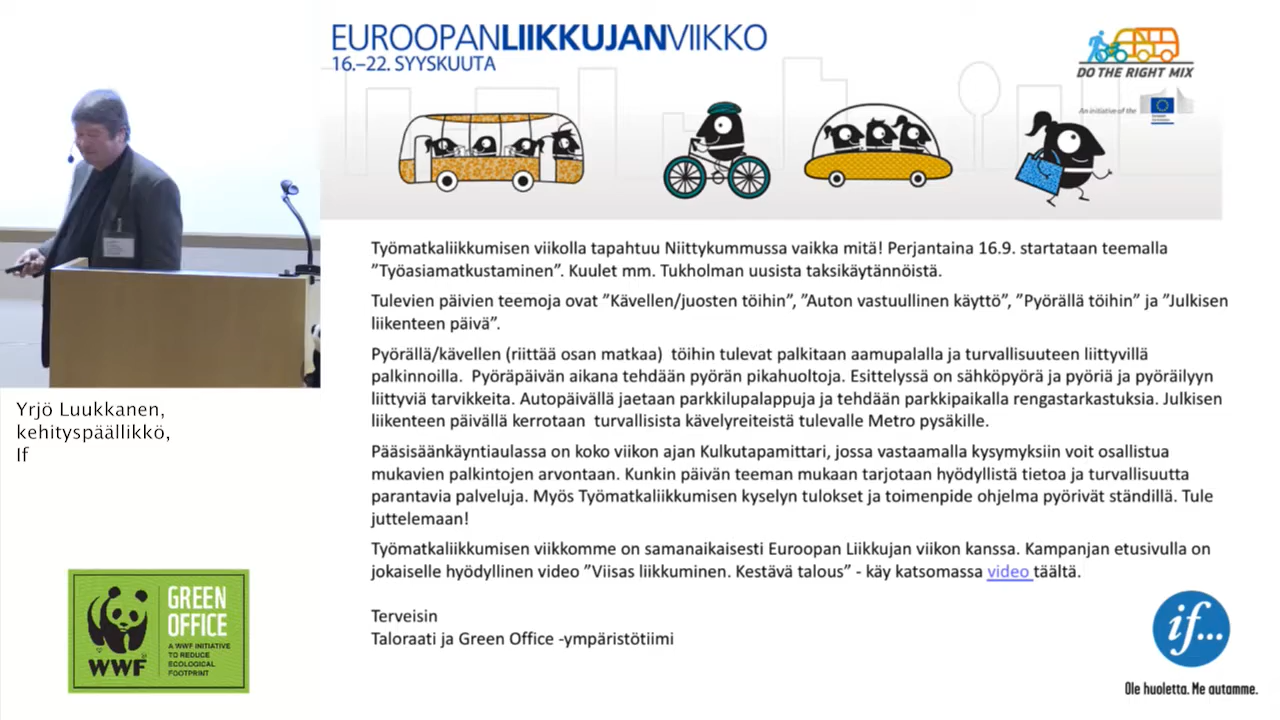 EUROOPANLIIKKUJANVIIKKO
16.–22. SYYSKUUTA
DO THE RIGHT MIX
An initiative of the
Työmatkaliikkumisen viikolla tapahtuu Niittykummussa vaikka mitä! Perjantaina 16.9. startataan teemalla
”Työasiamatkustaminen”. Kuulet mm. Tukholman uusista taksikäytännöistä.
Tulevien päivien teemoja ovat ”Kävellen/juosten töihin”, ”Auton vastuullinen käyttö”, ”Pyörällä töihin” ja ”Julkisen
liikenteen päivä”.
Pyörällä/kävellen (riittää osan matkaa) töihin tulevat palkitaan aamupalalla ja turvallisuuteen liittyvillä
palkinnoilla. Pyöräpäivän aikana tehdään pyörän pikahuoltoja. Esittelyssä on sähköpyörä ja pyöriä ja pyöräilyyn
liittyviä tarvikkeita. Autopäivällä jaetaan parkkilupalappuja ja tehdään parkkipaikalla rengastarkastuksia. Julkisen
liikenteen päivällä kerrotaan turvallisista kävelyreiteistä tulevalle Metro pysäkille.
Pääsisäänkäyntiaulassa on koko viikon ajan Kulkutapamittari, jossa vastaamalla kysymyksiin voit osallistua
mukavien palkintojen arvontaan. Kunkin päivän teeman mukaan tarjotaan hyödyllistä tietoa ja turvallisuutta
parantavia palveluja. Myös Työmatkaliikkumisen kyselyn tulokset ja toimenpide ohjelma pyörivät ständillä. Tule
juttelemaan!
Työmatkaliikkumisen viikkomme on samanaikaisesti Euroopan Liikkujan viikon kanssa. Kampanjan etusivulla on
jokaiselle hyödyllinen video ”Viisas liikkuminen. Kestävä talous” - käy katsomassa video täältä.
Terveisin
Taloraati ja Green Office -ympäristötiimi
Yrjö Luukkanen,
kehityspäällikkö,
If
WWF
GREEN
OFFICE
A WWF INITIATIVE
TO REDUCE
ECOLOGICAL
FOOTPRINT
if...
Ole huoletta. Me autamme.